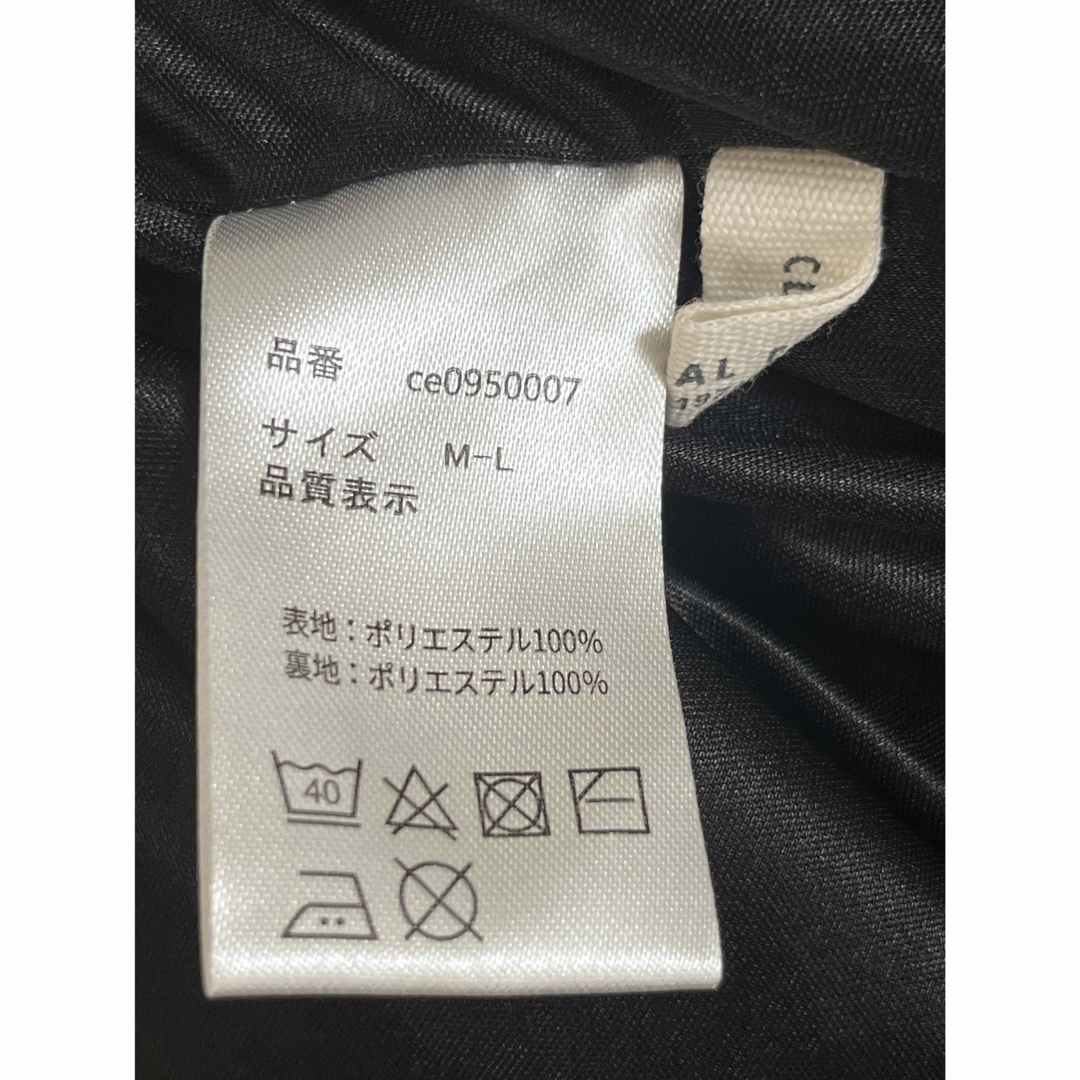 品番 ce0950007
サイズ M-L
品質表示
表地：ポリエステル100%
裏地：ポリエステル100%
40